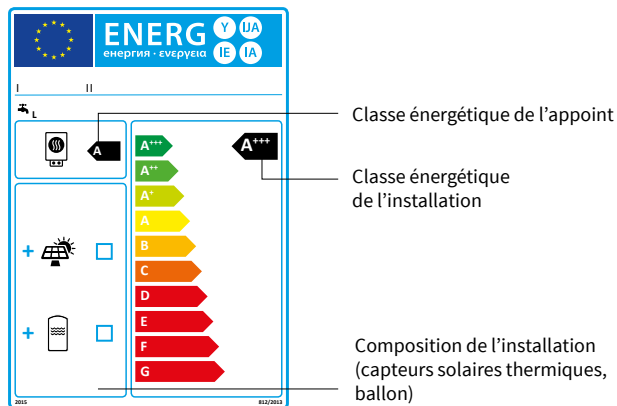 ENERG Y IJA
енергия · ενεργεια IE IA
I II
L
A
A+++
A++
A+
A
B
C
D
E
F
G
A+++
2015
812/2013
Classe énergétique de l’appoint
Classe énergétique
de l’installation
Composition de l’installation
(capteurs solaires thermiques,
ballon)